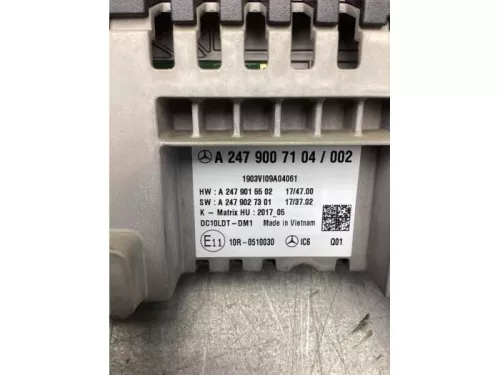 A 247 900 71 04 / 002
1903VI09A04061
HW : A 247 901 55 02 17/47.00
SW : A 247 902 73 01 17/37.02
K - Matrix HU : 2017_05
DC10LDT-DM1 Made in Vietnam
E11 10R-0510030 IC6 Q01